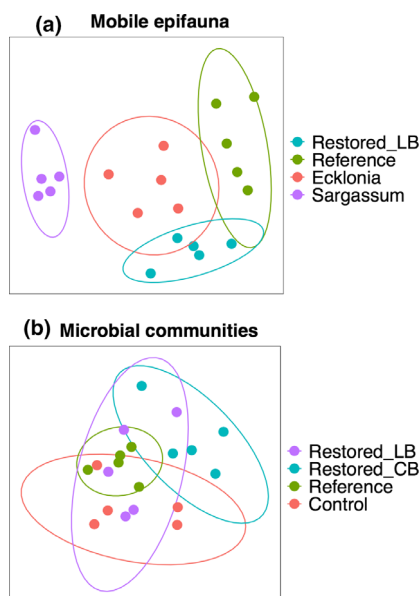 (a) Mobile epifauna
Restored_LB
Reference
Ecklonia
Sargassum
(b) Microbial communities
Restored_LB
Restored_CB
Reference
Control